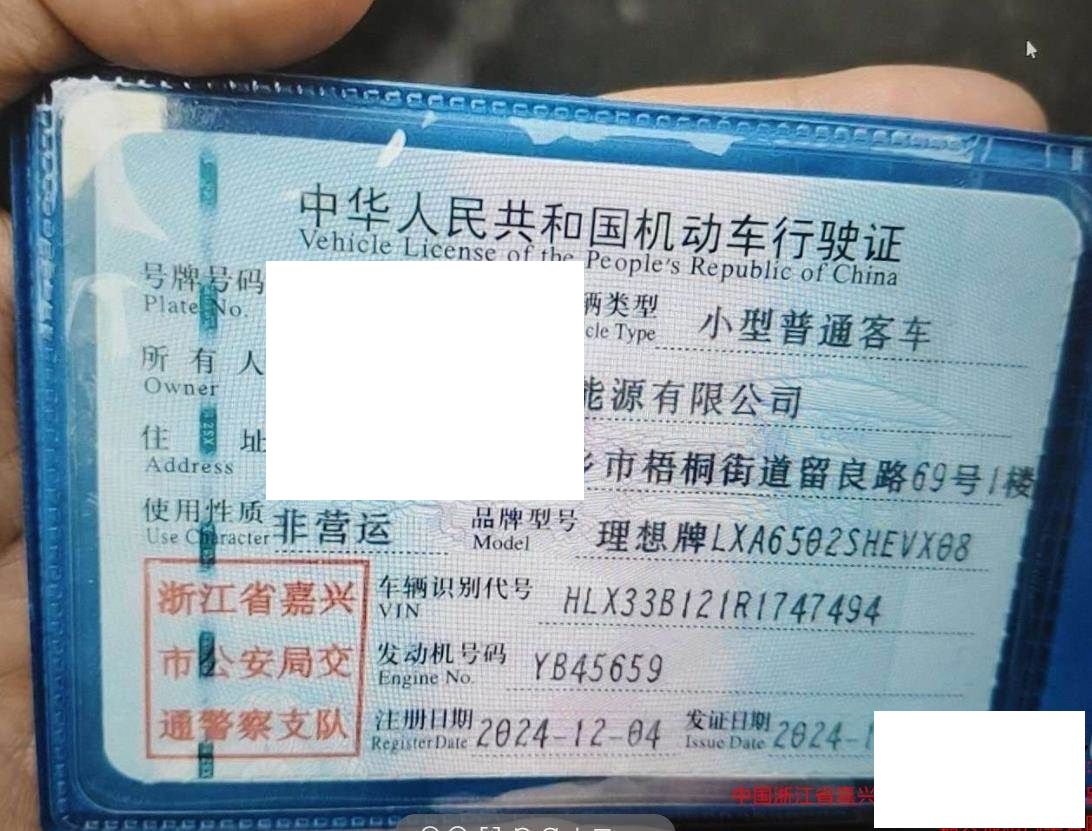 中华人民共和国机动车行驶证
Vehicle License of the People's Republic of China
号牌号码
Plate No.
辆类型
cle Type
小型普通客车
所有人
Owner
能源有限公司
住址
Address
市梧桐街道留良路69号1楼
使用性质
Use Character
非营运
品牌型号
Model
理想牌LXA6502SHEVX08
浙江省嘉兴
市公安局交
通警察支队
车辆识别代号
VIN
HLX33B121R1747494
发动机号码
Engine No.
YB45659
注册日期
Register Date
2024-12-04
发证日期
Issue Date
2024-1
中国浙江省嘉兴